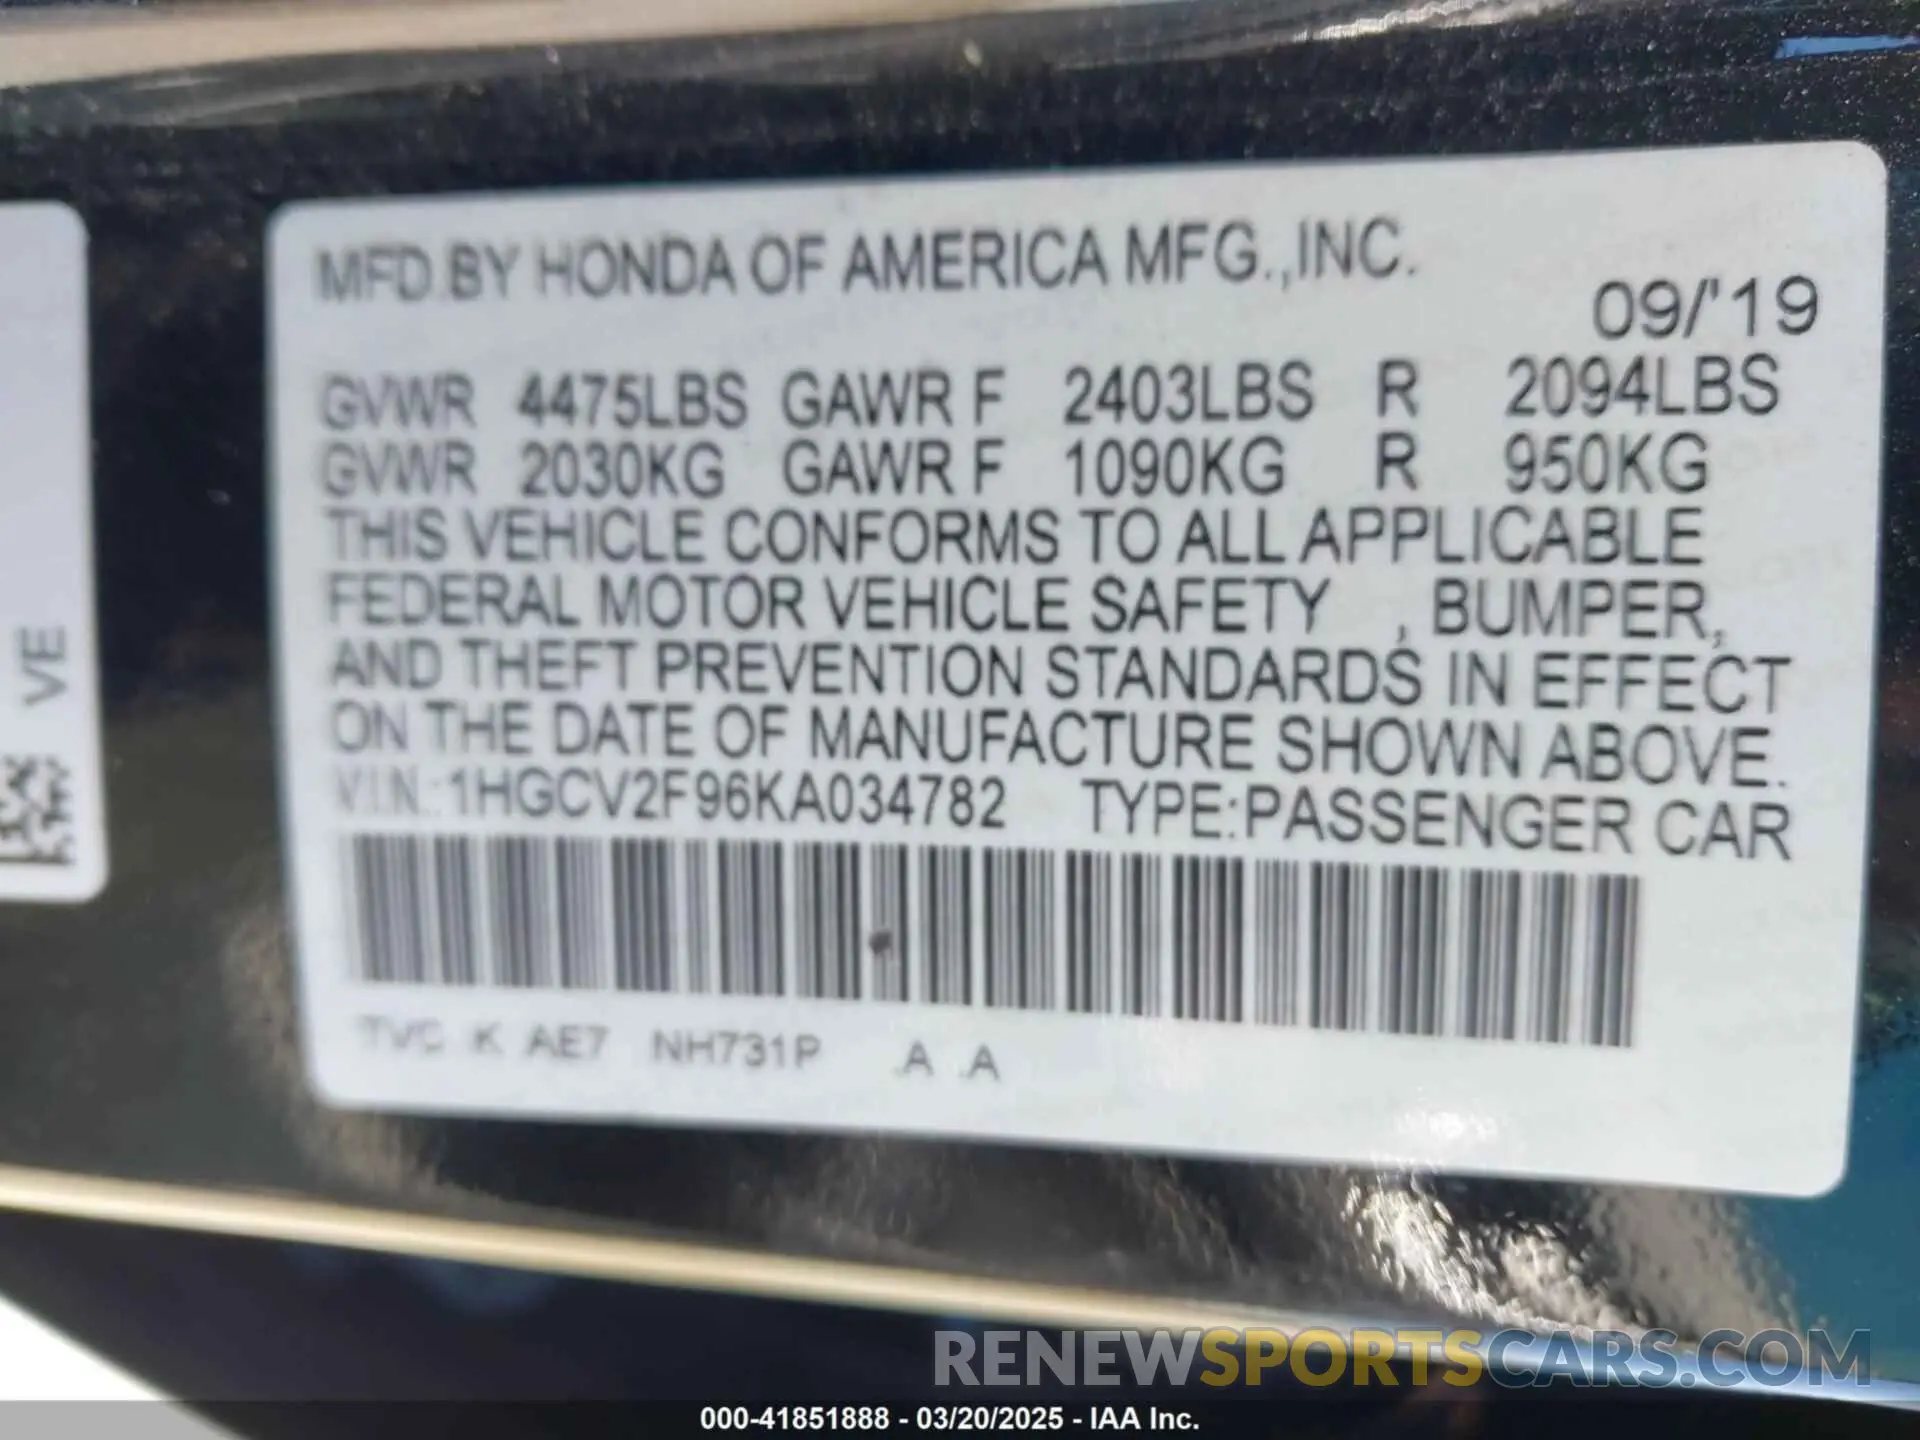 MFD.BY HONDA OF AMERICA MFG.,INC.
09/'19
GVWR 4475LBS GAWR F 2403LBS R 2094LBS
GVWR 2030KG GAWR F 1090KG R 950KG
THIS VEHICLE CONFORMS TO ALL APPLICABLE
FEDERAL MOTOR VEHICLE SAFETY , BUMPER,
AND THEFT PREVENTION STANDARDS IN EFFECT
ON THE DATE OF MANUFACTURE SHOWN ABOVE.
V.I.N.:1HGCV2F96KA034782 TYPE:PASSENGER CAR
TVC K AE7 NH731P .A .A
VE
RENEWSPORTSCARS.COM
000-41851888 - 03/20/2025 - IAA Inc.